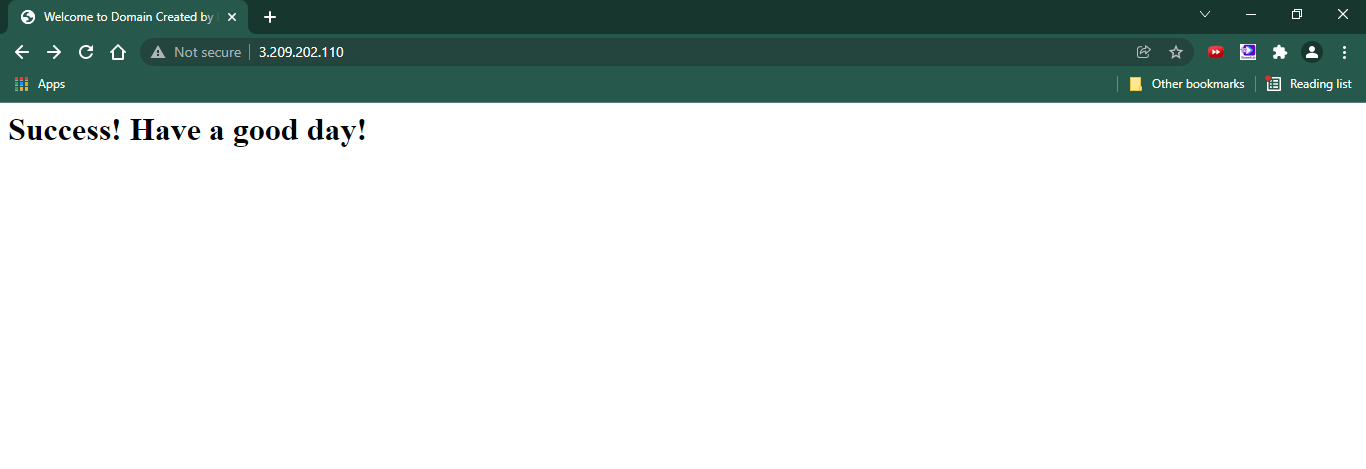 Welcome to Domain Created by
Not secure
3.209.202.110
Apps
Other bookmarks
Reading list
Success! Have a good day!